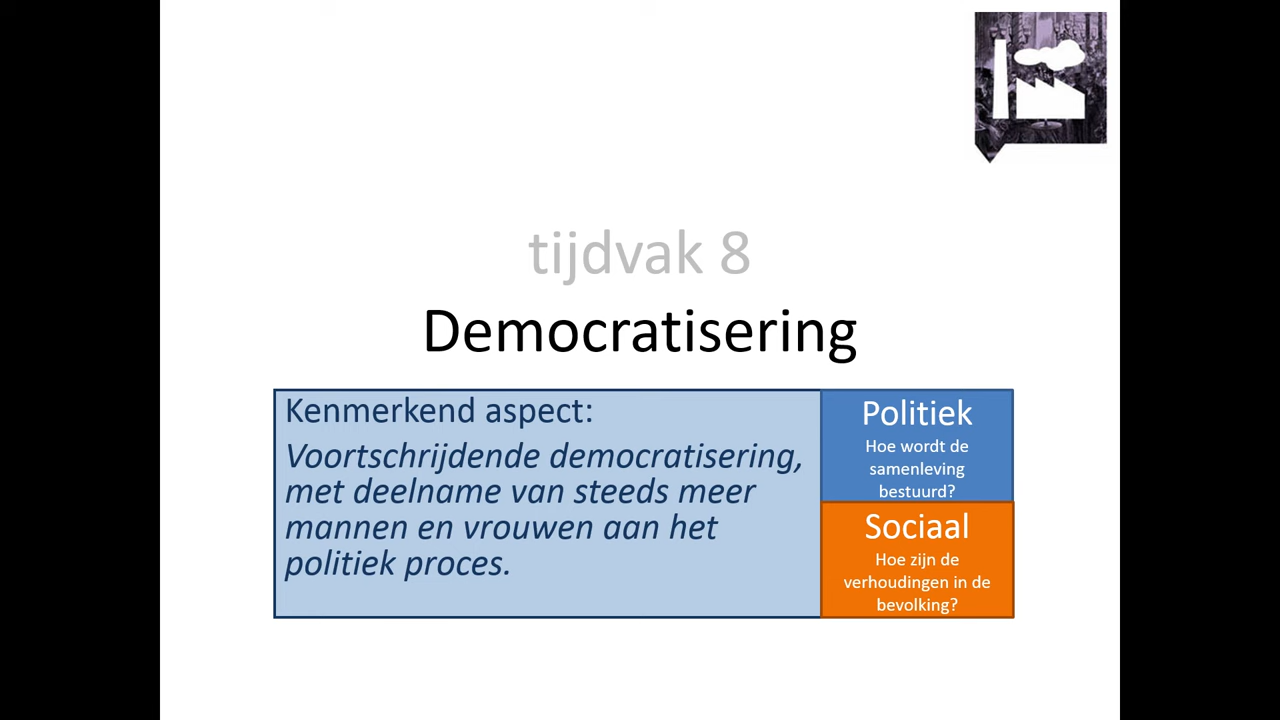 tijdvak 8
Democratisering
Kenmerkend aspect:
Voortschrijdende democratisering,
met deelname van steeds meer
mannen en vrouwen aan het
politiek proces.
Politiek
Hoe wordt de
samenleving
bestuurd?
Sociaal
Hoe zijn de
verhoudingen in de
bevolking?